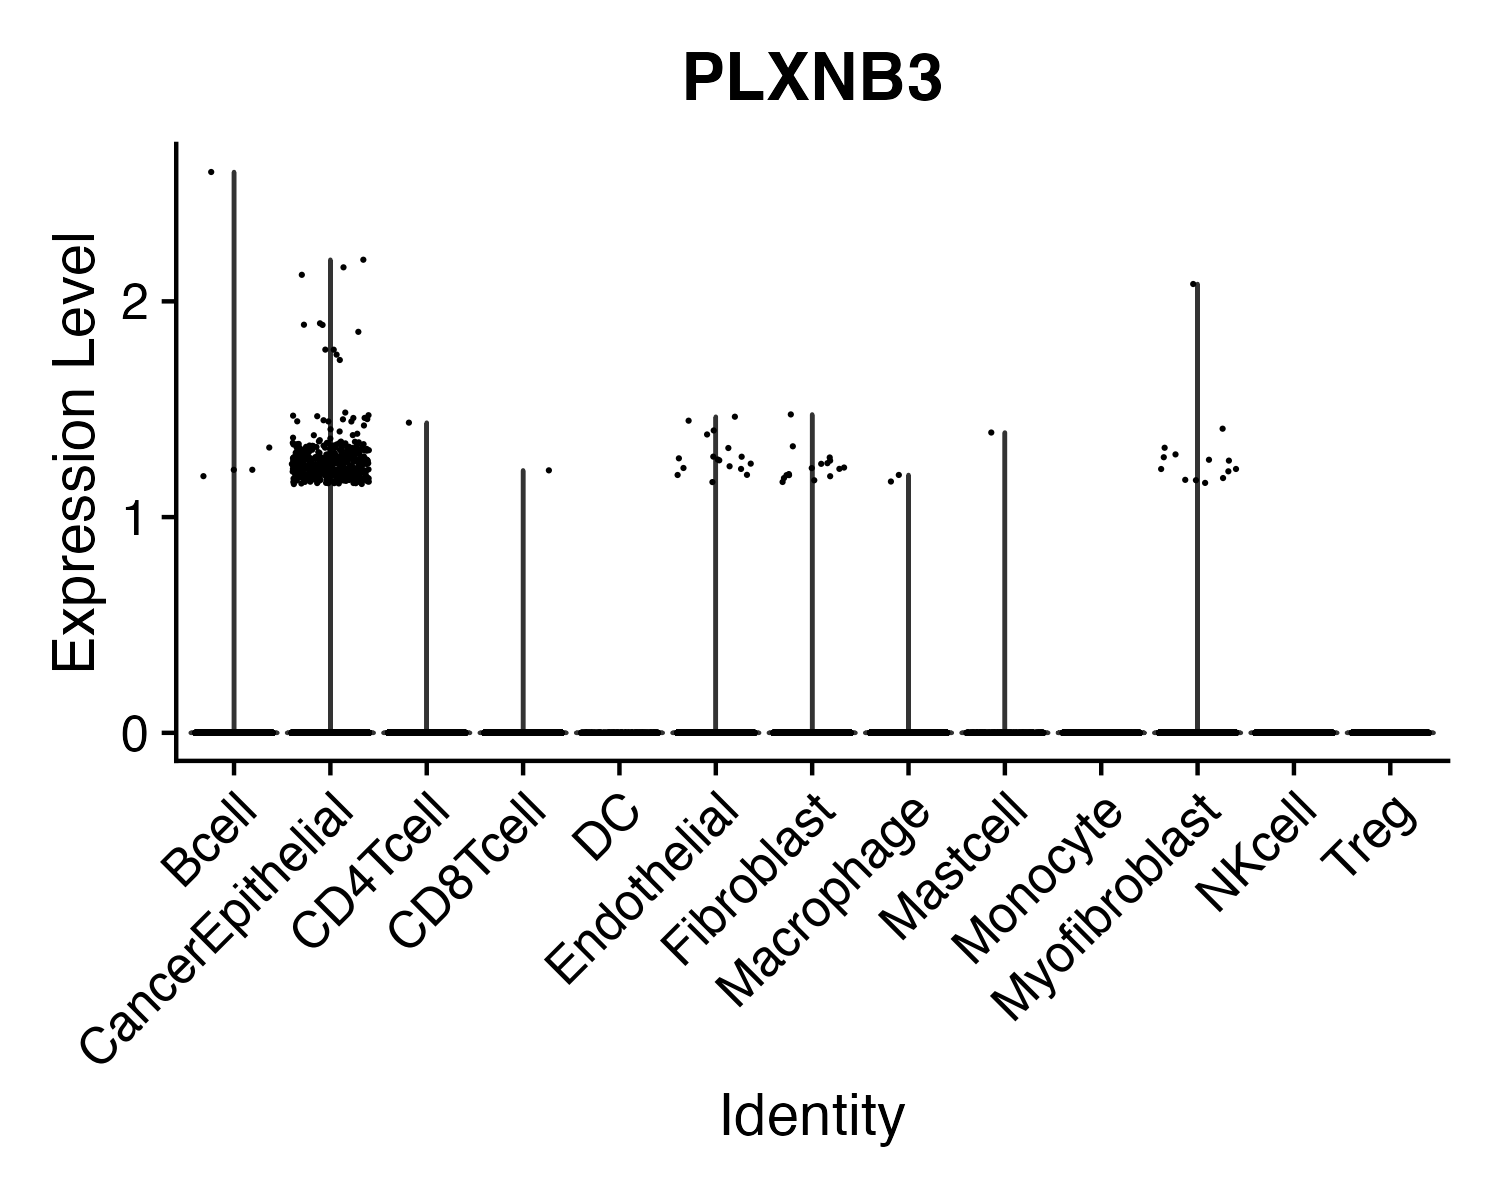 PLXNB3
Expression Level
2
1
0
Bcell
CancerEpithelial
CD4Tcell
CD8Tcell
DC
Endothelial
Fibroblast
Macrophage
Mastcell
Monocyte
Myofibroblast
NKcell
Treg
Identity